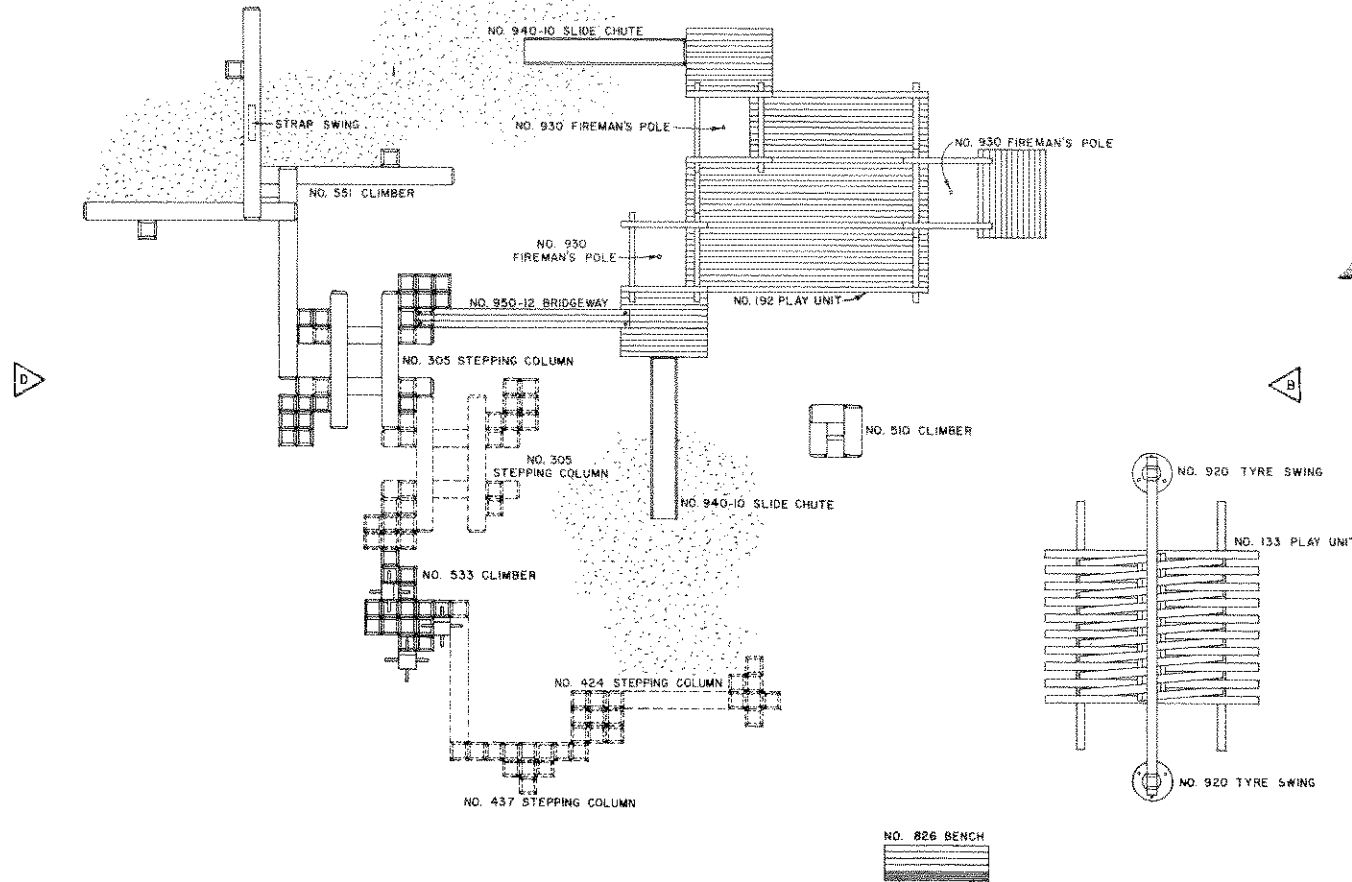 NO. 940-10 SLIDE CHUTE
STRAP SWING
NO. 930 FIREMAN'S POLE
NO. 930 FIREMAN'S POLE
NO. 551 CLIMBER
NO. 930
FIREMAN'S POLE
NO. 950-12 BRIDGEWAY
NO. 192 PLAY UNIT
D
NO. 305 STEPPING COLUMN
B
NO. 510 CLIMBER
NO. 305
STEPPING COLUMN
NO. 920 TYRE SWING
NO. 940-10 SLIDE CHUTE
NO. 133 PLAY UNIT
NO. 533 CLIMBER
NO. 424 STEPPING COLUMN
NO. 920 TYRE SWING
NO. 437 STEPPING COLUMN
NO. 826 BENCH